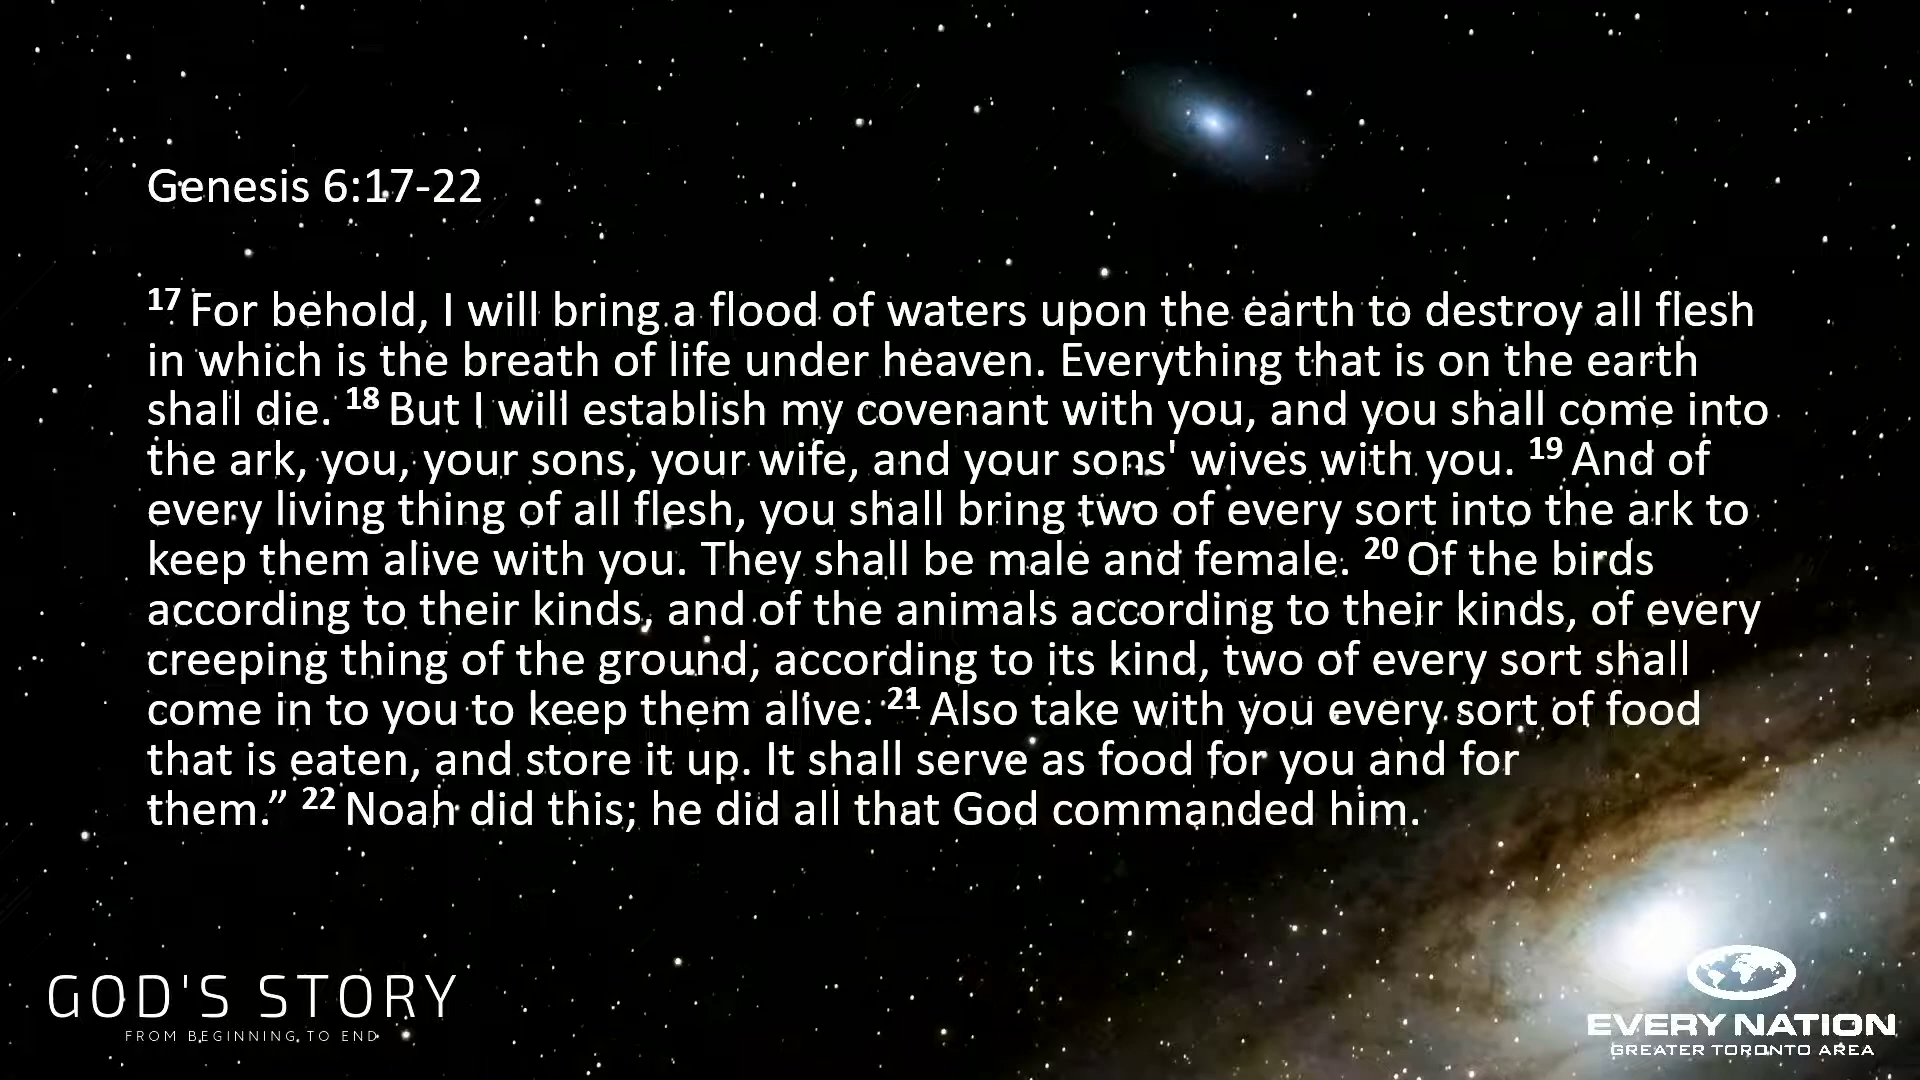 Genesis 6:17-22
17 For behold, I will bring a flood of waters upon the earth to destroy all flesh
in which is the breath of life under heaven. Everything that is on the earth
shall die. 18 But I will establish my covenant with you, and you shall come into
the ark, you, your sons, your wife, and your sons' wives with you. 19 And of
every living thing of all flesh, you shall bring two of every sort into the ark to
keep them alive with you. They shall be male and female. 20 Of the birds
according to their kinds, and of the animals according to their kinds, of every
creeping thing of the ground, according to its kind, two of every sort shall
come in to you to keep them alive. 21 Also take with you every sort of food
that is eaten, and store it up. It shall serve as food for you and for
them.” 22 Noah did this; he did all that God commanded him.
GOD'S STORY
FROM BEGINNING TO END
EVERY NATION
GREATER TORONTO AREA